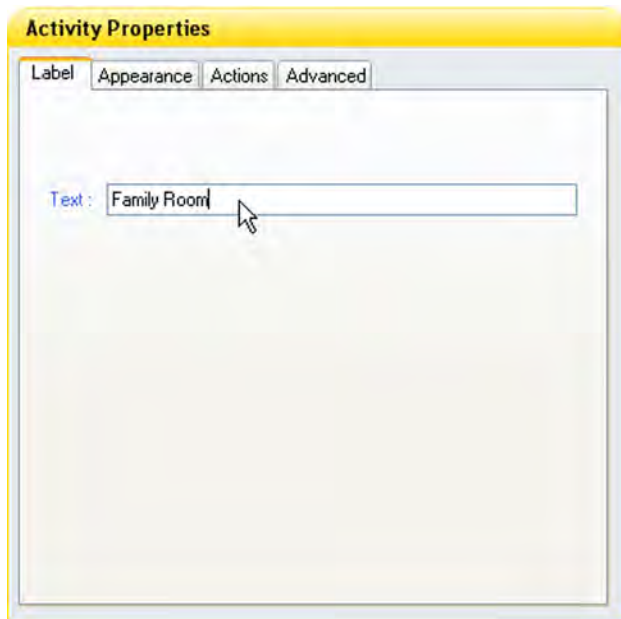 Activity Properties
Label Appearance Actions Advanced
Text : Family Room